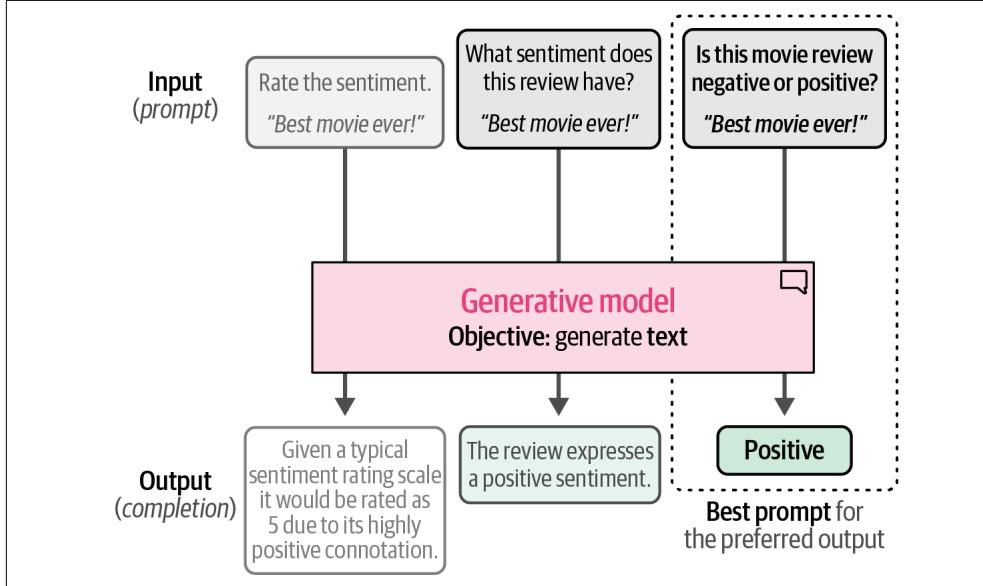 Input
(prompt)
Rate the sentiment.
“Best movie ever!”
What sentiment does
this review have?
“Best movie ever!”
Is this movie review
negative or positive?
“Best movie ever!”
Generative model
Objective: generate text
Output
(completion)
Given a typical
sentiment rating scale
it would be rated as
5 due to its highly
positive connotation.
The review expresses
a positive sentiment.
Positive
Best prompt for
the preferred output